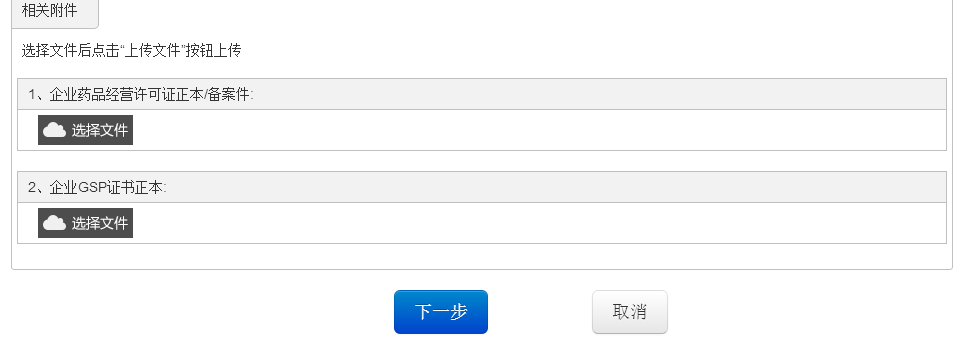 相关附件
选择文件后点击“上传文件”按钮上传
1、企业药品经营许可证正本/备案件:
选择文件
2、企业GSP证书正本:
选择文件
下一步 取消